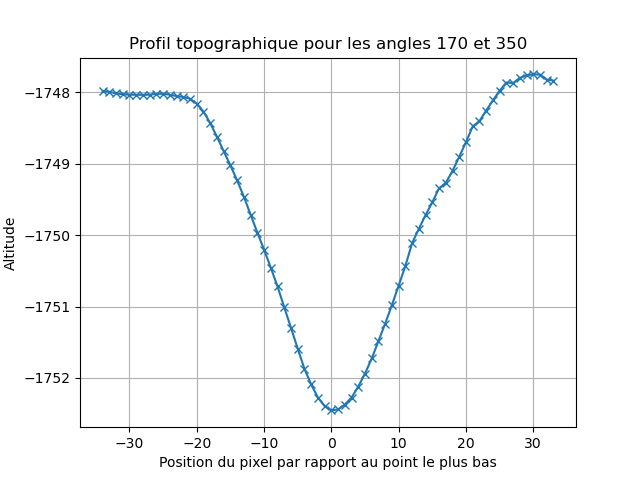 Profil topographique pour les angles 170 et 350
Altitude
−1748
−1749
−1750
−1751
−1752
−30 −20 −10 0 10 20 30
Position du pixel par rapport au point le plus bas